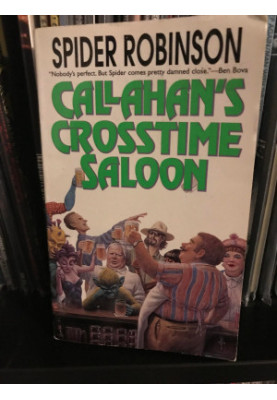 SPIDER ROBINSON
"Nobody's perfect. But Spider comes pretty damned close."—Ben Bova
CALLAHAN'S
CROSSTIME
SALOON